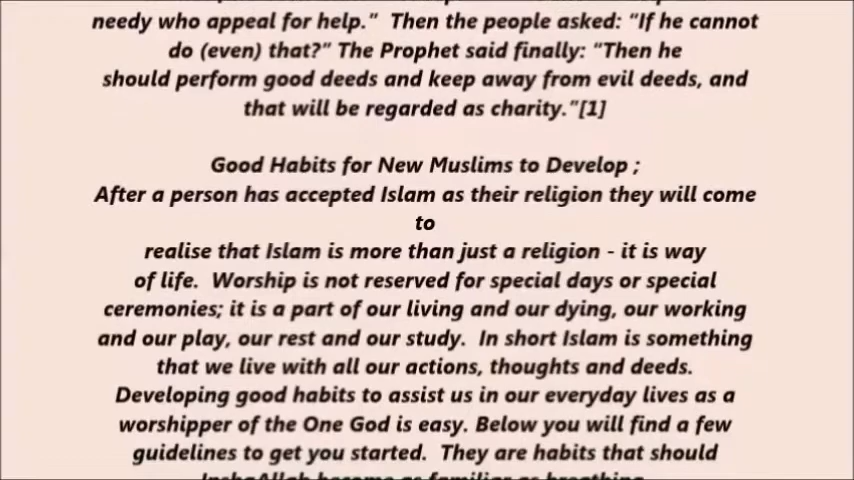 needy who appeal for help."  Then the people asked: "If he cannot
do (even) that?" The Prophet said finally: "Then he
should perform good deeds and keep away from evil deeds, and
that will be regarded as charity."[1]
Good Habits for New Muslims to Develop ;
After a person has accepted Islam as their religion they will come
to
realise that Islam is more than just a religion - it is way
of life.  Worship is not reserved for special days or special
ceremonies; it is a part of our living and our dying, our working
and our play, our rest and our study.  In short Islam is something
that we live with all our actions, thoughts and deeds.
Developing good habits to assist us in our everyday lives as a
worshipper of the One God is easy. Below you will find a few
guidelines to get you started.  They are habits that should
InshaAllah become as familiar as breathing